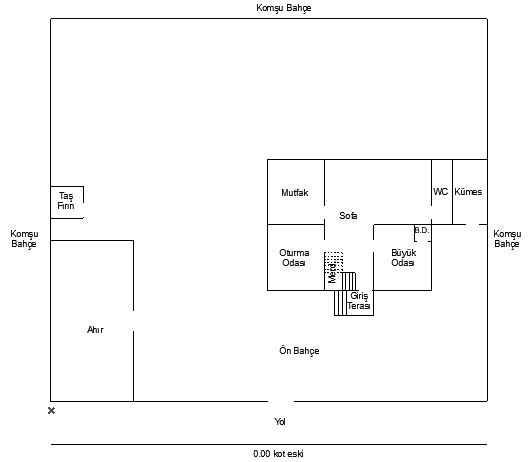 Komşu Bahçe
Taş
Fırın
Mutfak
WC
Kümes
Sofa
B.D.
Komşu
Bahçe
Komşu
Bahçe
Oturma
Odası
Merd.
Büyük
Odası
Giriş
Terası
Ahır
Ön Bahçe
Yol
0.00 kot eski